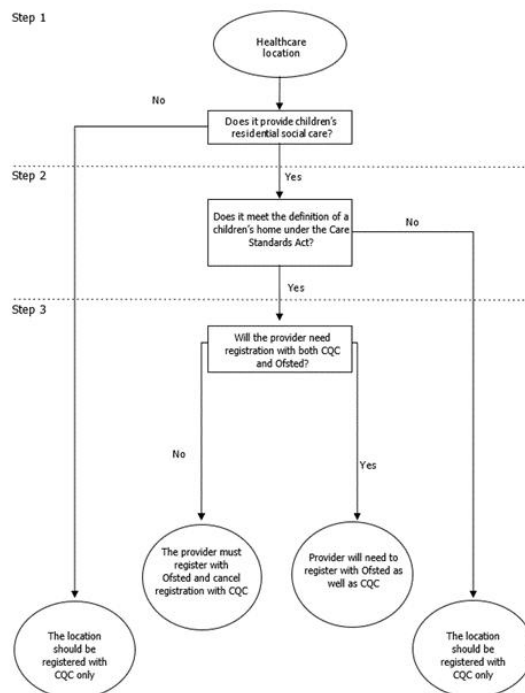 Step 1
Healthcare
location
No
Does it provide children's
residential social care?
Step 2
Yes
Does it meet the definition of a
children's home under the Care
Standards Act?
No
Yes
Step 3
Will the provider need
registration with both CQC
and Ofsted?
No
Yes
The provider must
register with
Ofsted and cancel
registration with CQC
Provider will need to
register with Ofsted as
well as CQC
The location
should be
registered with
CQC only
The location
should be
registered with
CQC only